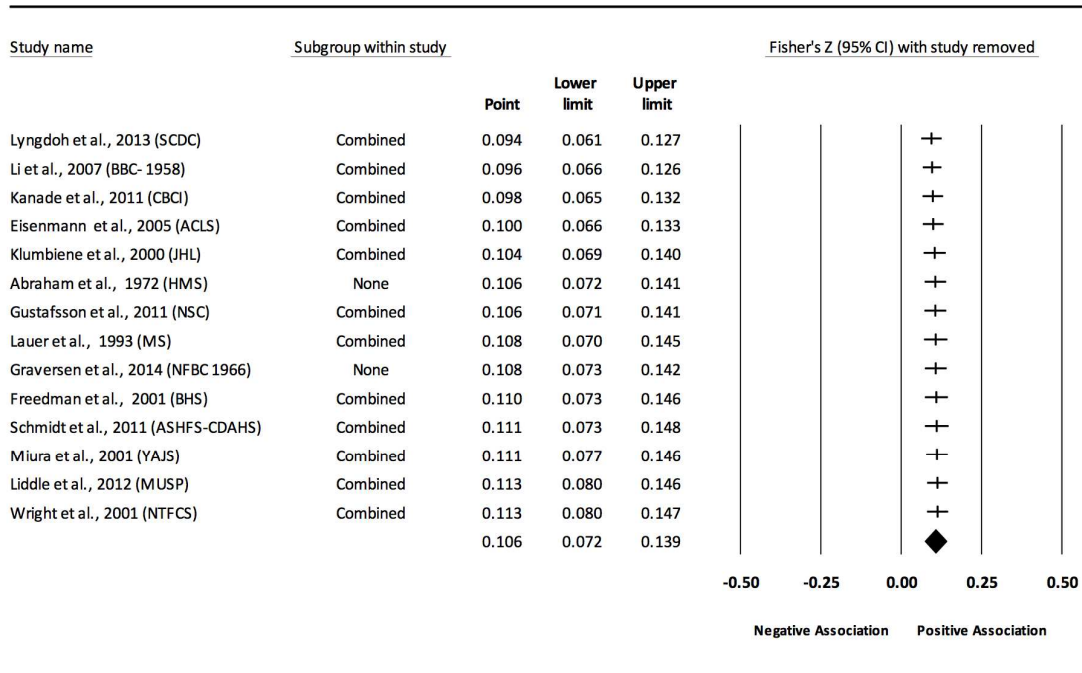 Study name Subgroup within study Fisher's Z (95% CI) with study removed
Lower Upper
Point limit limit
Lyngdoh et al., 2013 (SCDC) Combined 0.094 0.061 0.127
Li et al., 2007 (BBC- 1958) Combined 0.096 0.066 0.126
Kanade et al., 2011 (CBCI) Combined 0.098 0.065 0.132
Eisenmann et al., 2005 (ACLS) Combined 0.100 0.066 0.133
Klumbiene et al., 2000 (JHL) Combined 0.104 0.069 0.140
Abraham et al., 1972 (HMS) None 0.106 0.072 0.141
Gustafsson et al., 2011 (NSC) Combined 0.106 0.071 0.141
Lauer et al., 1993 (MS) Combined 0.108 0.070 0.145
Graversen et al., 2014 (NFBC 1966) None 0.108 0.073 0.142
Freedman et al., 2001 (BHS) Combined 0.110 0.073 0.146
Schmidt et al., 2011 (ASHFS-CDAHS) Combined 0.111 0.073 0.148
Miura et al., 2001 (YAJS) Combined 0.111 0.077 0.146
Liddle et al., 2012 (MUSP) Combined 0.113 0.080 0.146
Wright et al., 2001 (NTFCS) Combined 0.113 0.080 0.147
0.106 0.072 0.139
-0.50 -0.25 0.00 0.25 0.50
Negative Association Positive Association